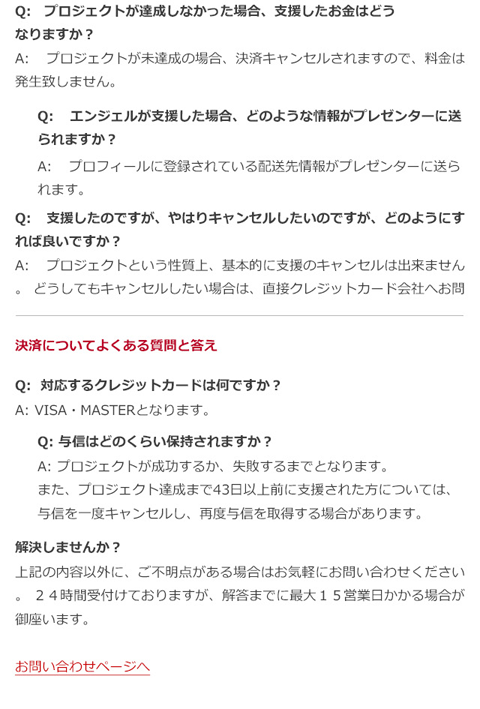 Q:　プロジェクトが達成しなかった場合、支援したお金はどう
なりますか？
A:　プロジェクトが未達成の場合、決済キャンセルされますので、料金は
発生致しません。
Q:　エンジェルが支援した場合、どのような情報がプレゼンターに送
られますか？
A:　プロフィールに登録されている配送先情報がプレゼンターに送ら
れます。
Q:　支援したのですが、やはりキャンセルしたいのですが、どのようにす
れば良いですか？
A:　プロジェクトという性質上、基本的に支援のキャンセルは出来ません
。どうしてもキャンセルしたい場合は、直接クレジットカード会社へお問
決済についてよくある質問と答え
Q:  対応するクレジットカードは何ですか？
A: VISA・MASTERとなります。
Q: 与信はどのくらい保持されますか？
A: プロジェクトが成功するか、失敗するまでとなります。
また、プロジェクト達成まで43日以上前に支援された方については、
与信を一度キャンセルし、再度与信を取得する場合があります。
解決しませんか？
上記の内容以外に、ご不明点がある場合はお気軽にお問い合わせください
。２４時間受付けておりますが、解答までに最大１５営業日かかる場合が
御座います。
お問い合わせページへ